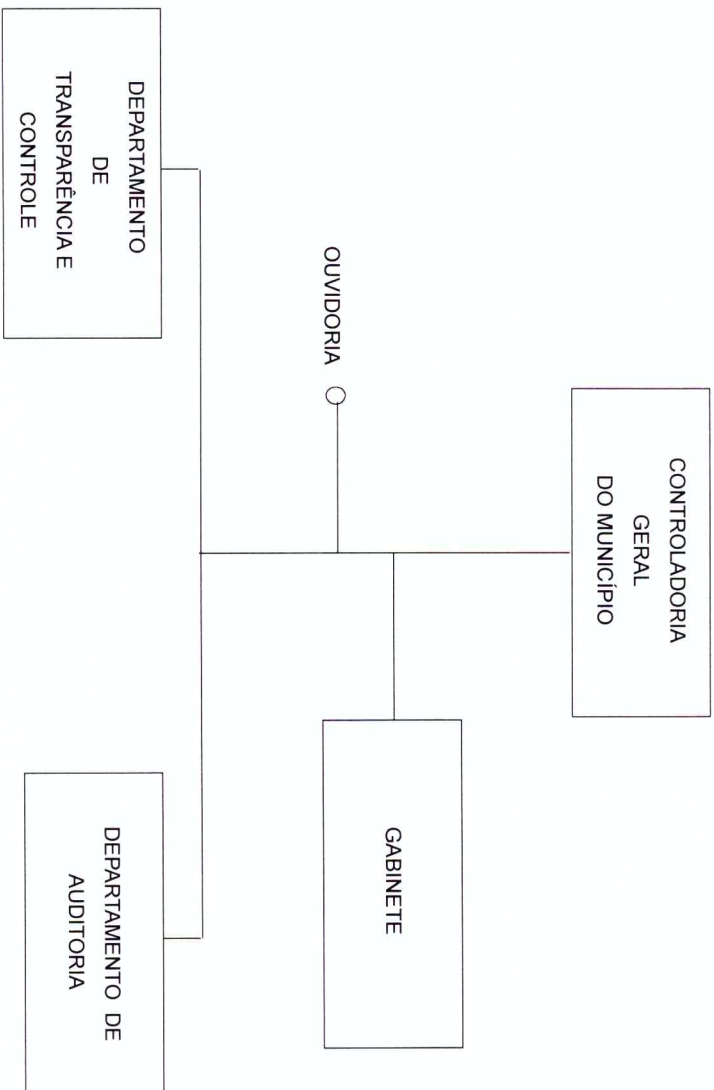 CONTROLADORIA
GERAL
DO MUNICÍPIO
GABINETE
OUVIDORIA
DEPARTAMENTO
DE
TRANSPARÊNCIA E
CONTROLE
DEPARTAMENTO DE
AUDITORIA